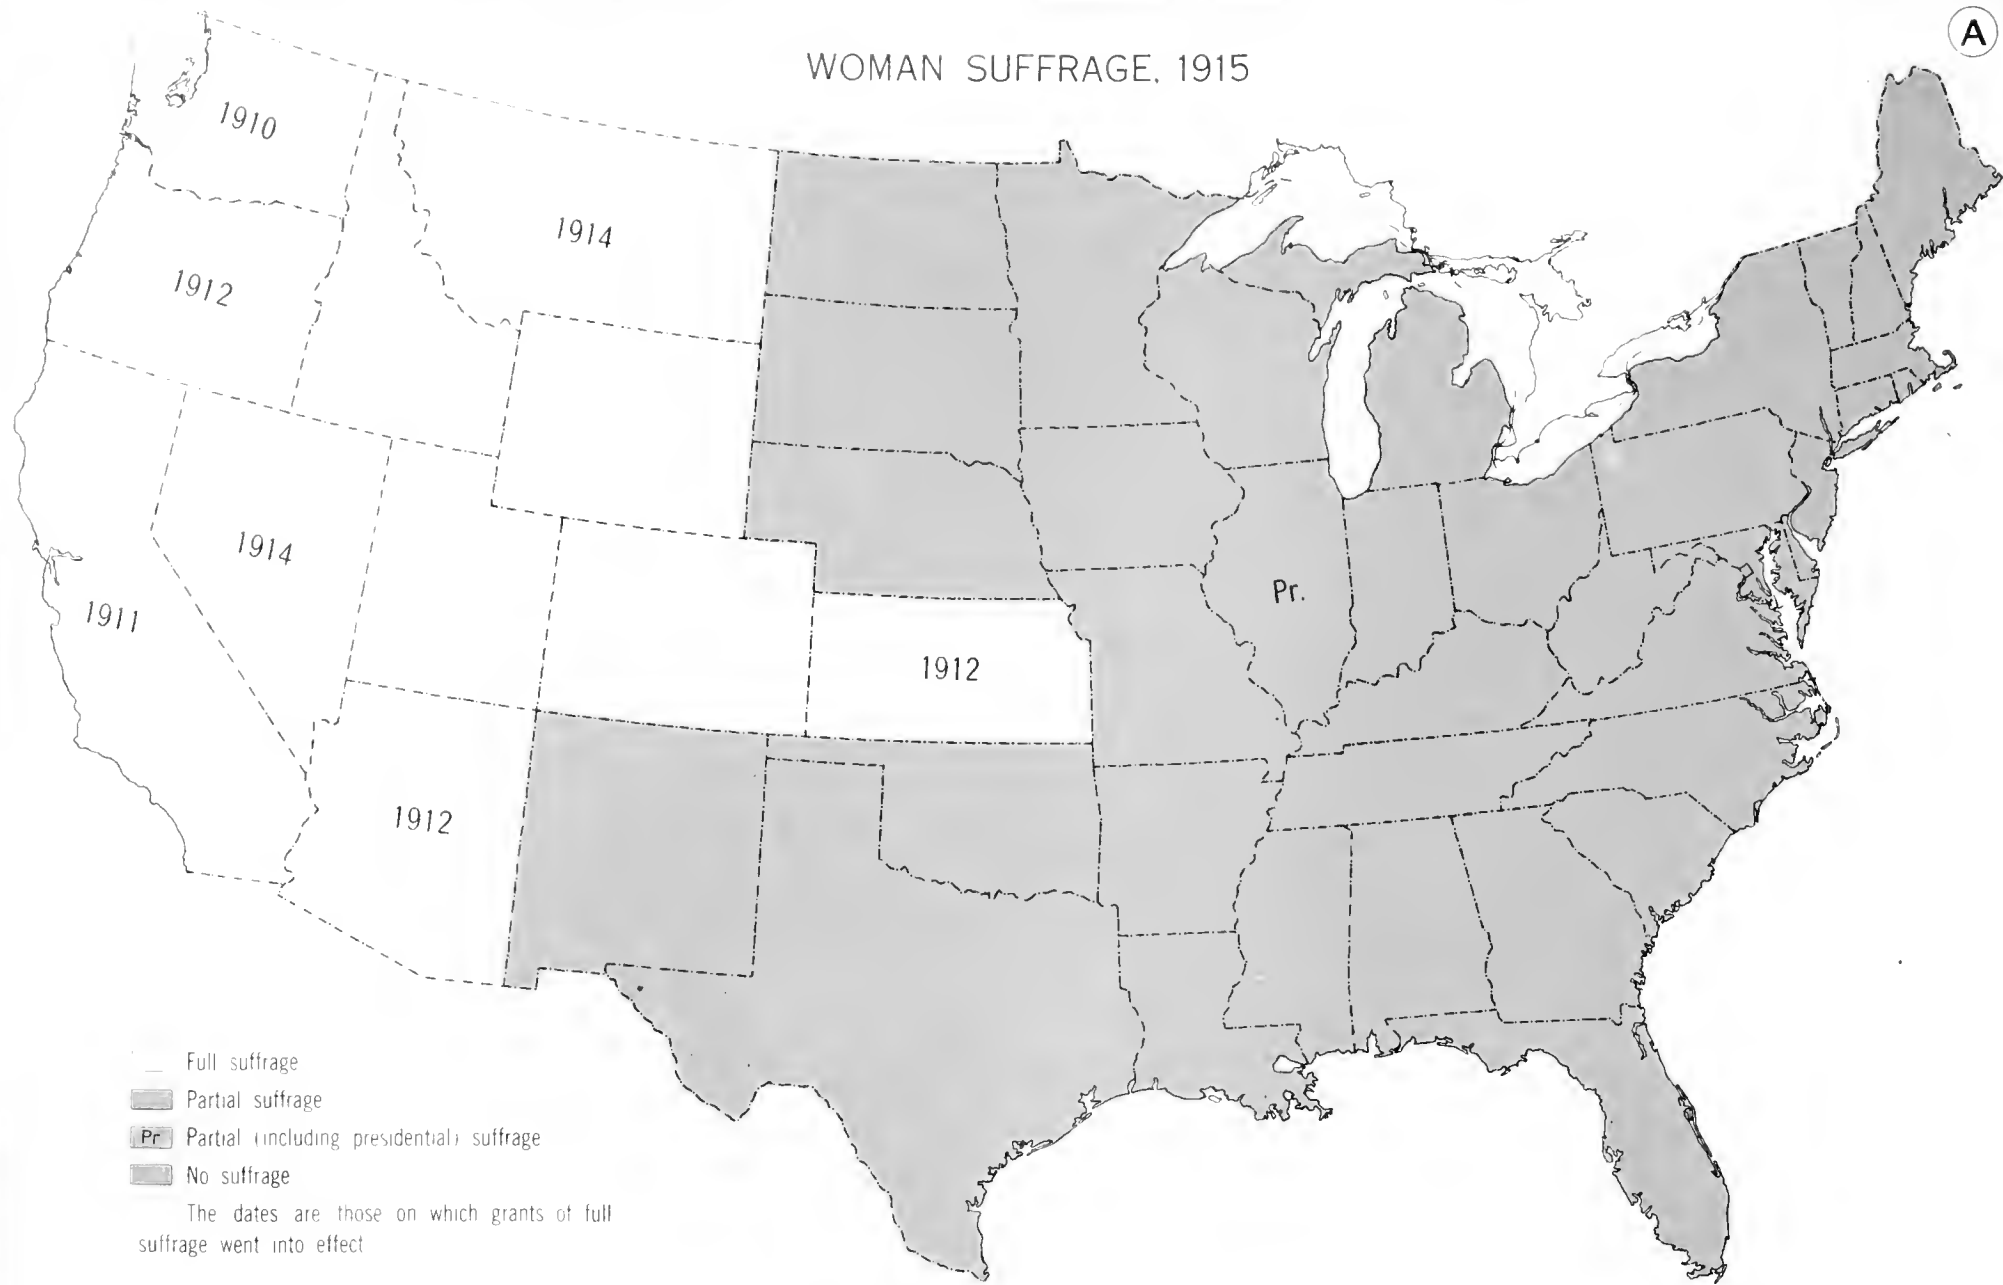 A
WOMAN SUFFRAGE, 1915
1910
1914
1912
1914
1911
Pr.
1912
1912
Full suffrage
Partial suffrage
Pr Partial (including presidential) suffrage
No suffrage
The dates are those on which grants of full
suffrage went into effect